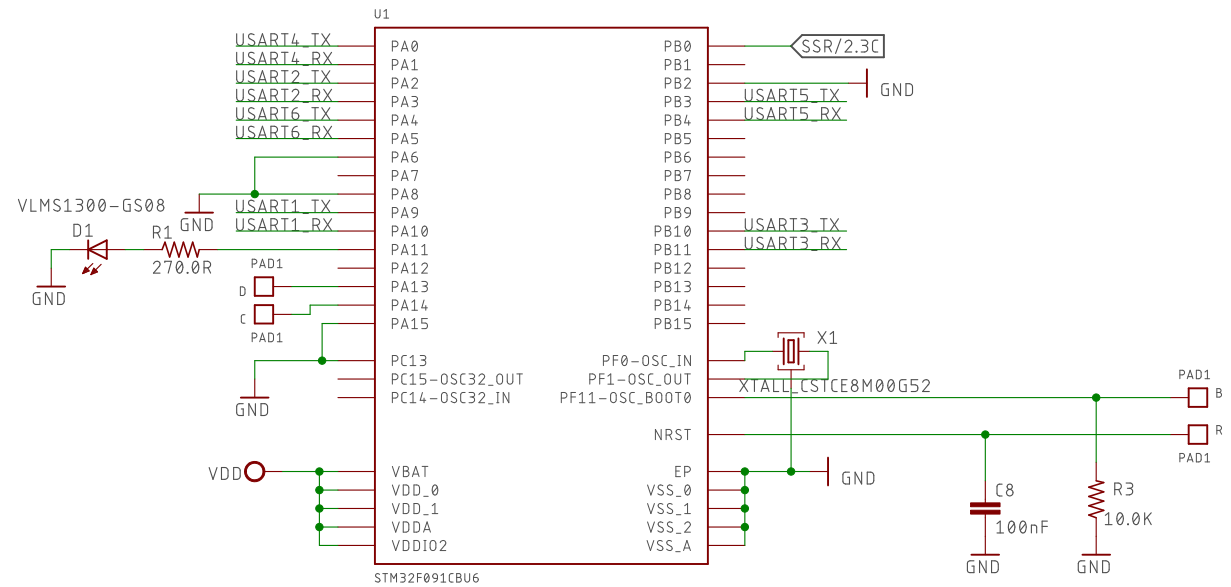 U1
USART4_TX
USART4_RX
USART2_TX
USART2_RX
USART6_TX
USART6_RX
USART1_TX
USART1_RX
PA0
PA1
PA2
PA3
PA4
PA5
PA6
PA7
PA8
PA9
PA10
PA11
PA12
PA13
PA14
PA15
PC13
PC15-OSC32_OUT
PC14-OSC32_IN
VBAT
VDD_0
VDD_1
VDDA
VDDIO2
PB0
PB1
PB2
PB3
PB4
PB5
PB6
PB7
PB8
PB9
PB10
PB11
PB12
PB13
PB14
PB15
PF0-OSC_IN
PF1-OSC_OUT
PF11-OSC_BOOT0
NRST
EP
VSS_0
VSS_1
VSS_2
VSS_A
SSR/2.3C
GND
USART5_TX
USART5_RX
USART3_TX
USART3_RX
VLMS1300-GS08
D1
R1
270.0R
GND
GND
PAD1
D
C
PAD1
GND
VDD
X1
XTALL_CSTCE8M00G52
GND
PAD1
B
R
PAD1
C8
100nF
GND
R3
10.0K
GND
STM32F091CBU6